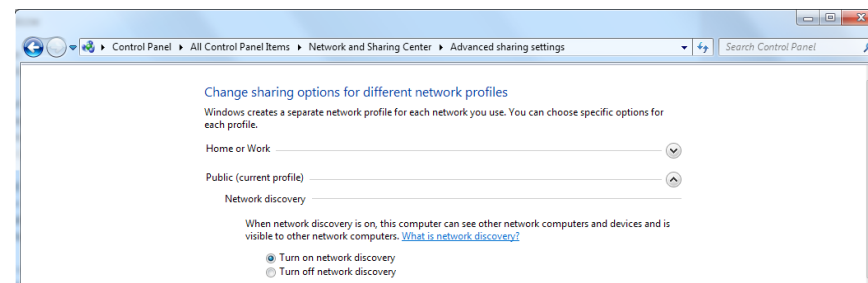 Control Panel ▸ All Control Panel Items ▸ Network and Sharing Center ▸ Advanced sharing settings
Search Control Panel
Change sharing options for different network profiles
Windows creates a separate network profile for each network you use. You can choose specific options for
each profile.
Home or Work
Public (current profile)
Network discovery
When network discovery is on, this computer can see other network computers and devices and is
visible to other network computers. What is network discovery?
Turn on network discovery
Turn off network discovery